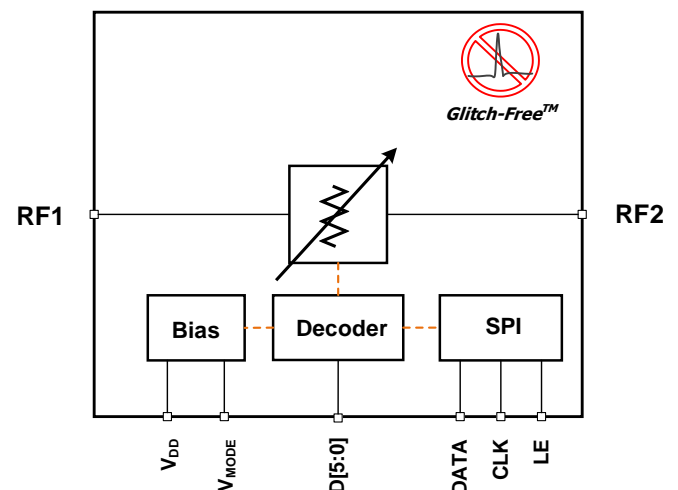 Glitch-Free™
RF1
RF2
Bias
Decoder
SPI
VDD
VMODE
D[5:0]
DATA
CLK
LE